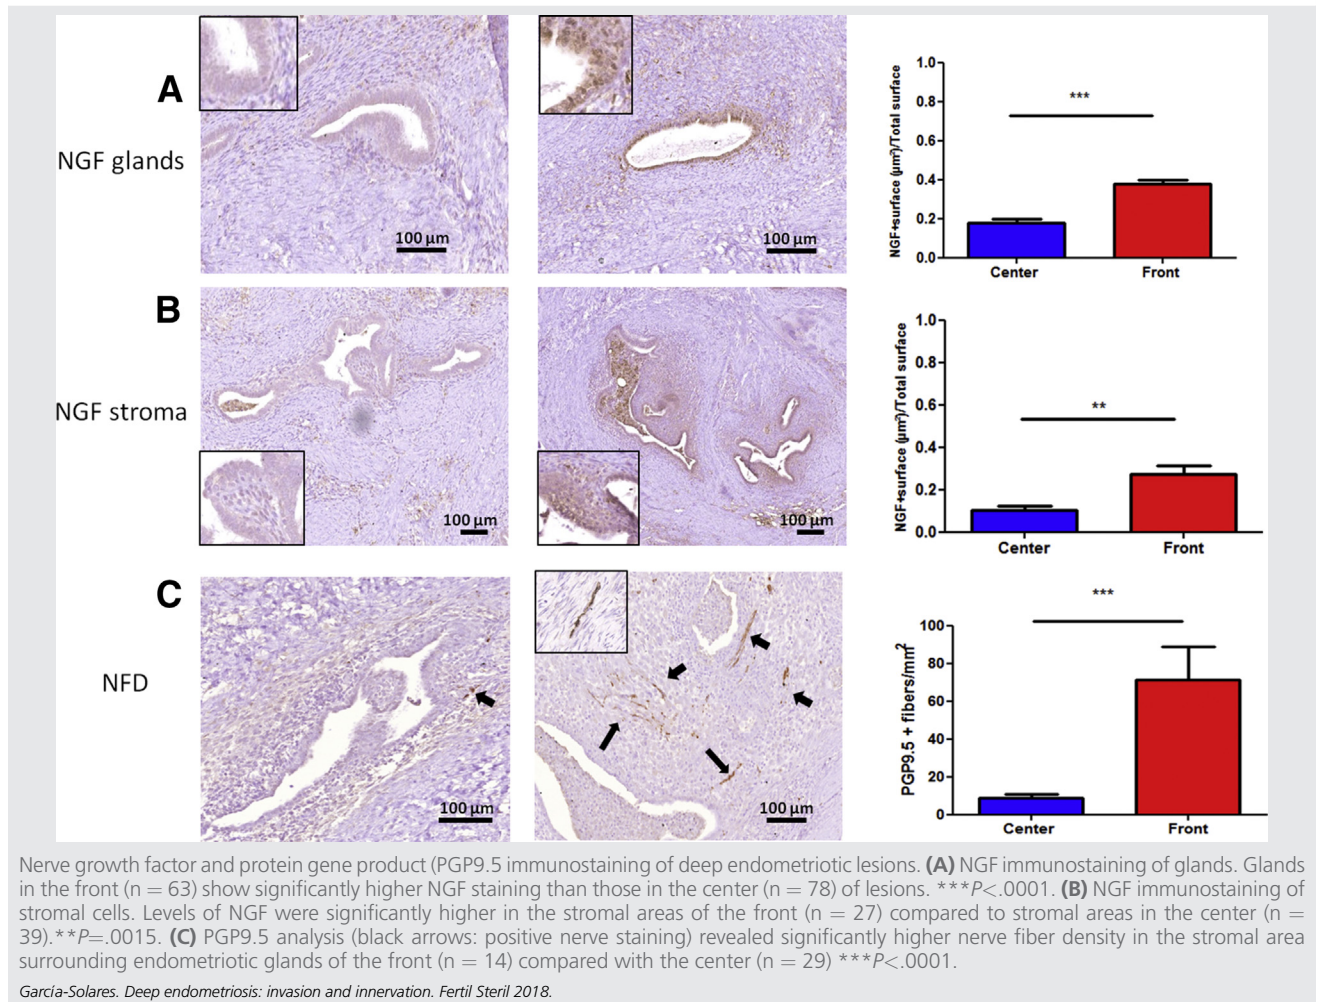 A
NGF glands
100 µm
100 µm
NGF+surface (µm²)/Total surface
1.0
0.8
0.6
0.4
0.2
0.0
***
Center
Front
B
NGF stroma
100 µm
100 µm
NGF+surface (µm²)/Total surface
1.0
0.8
0.6
0.4
0.2
0.0
**
Center
Front
C
NFD
100 µm
100 µm
PGP9.5 + fibers/mm²
100
80
60
40
20
0
***
Center
Front
Nerve growth factor and protein gene product (PGP9.5 immunostaining of deep endometriotic lesions. (A) NGF immunostaining of glands. Glands
in the front (n = 63) show significantly higher NGF staining than those in the center (n = 78) of lesions. ***P<.0001. (B) NGF immunostaining of
stromal cells. Levels of NGF were significantly higher in the stromal areas of the front (n = 27) compared to stromal areas in the center (n =
39).**P=.0015. (C) PGP9.5 analysis (black arrows: positive nerve staining) revealed significantly higher nerve fiber density in the stromal area
surrounding endometriotic glands of the front (n = 14) compared with the center (n = 29) ***P<.0001.
García-Solares. Deep endometriosis: invasion and innervation. Fertil Steril 2018.